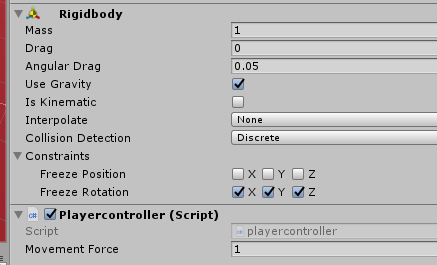 Rigidbody
Mass 1
Drag 0
Angular Drag 0.05
Use Gravity
Is Kinematic
Interpolate None
Collision Detection Discrete
Constraints
Freeze Position X Y Z
Freeze Rotation X Y Z
C# Playercontroller (Script)
Script playercontroller
Movement Force 1